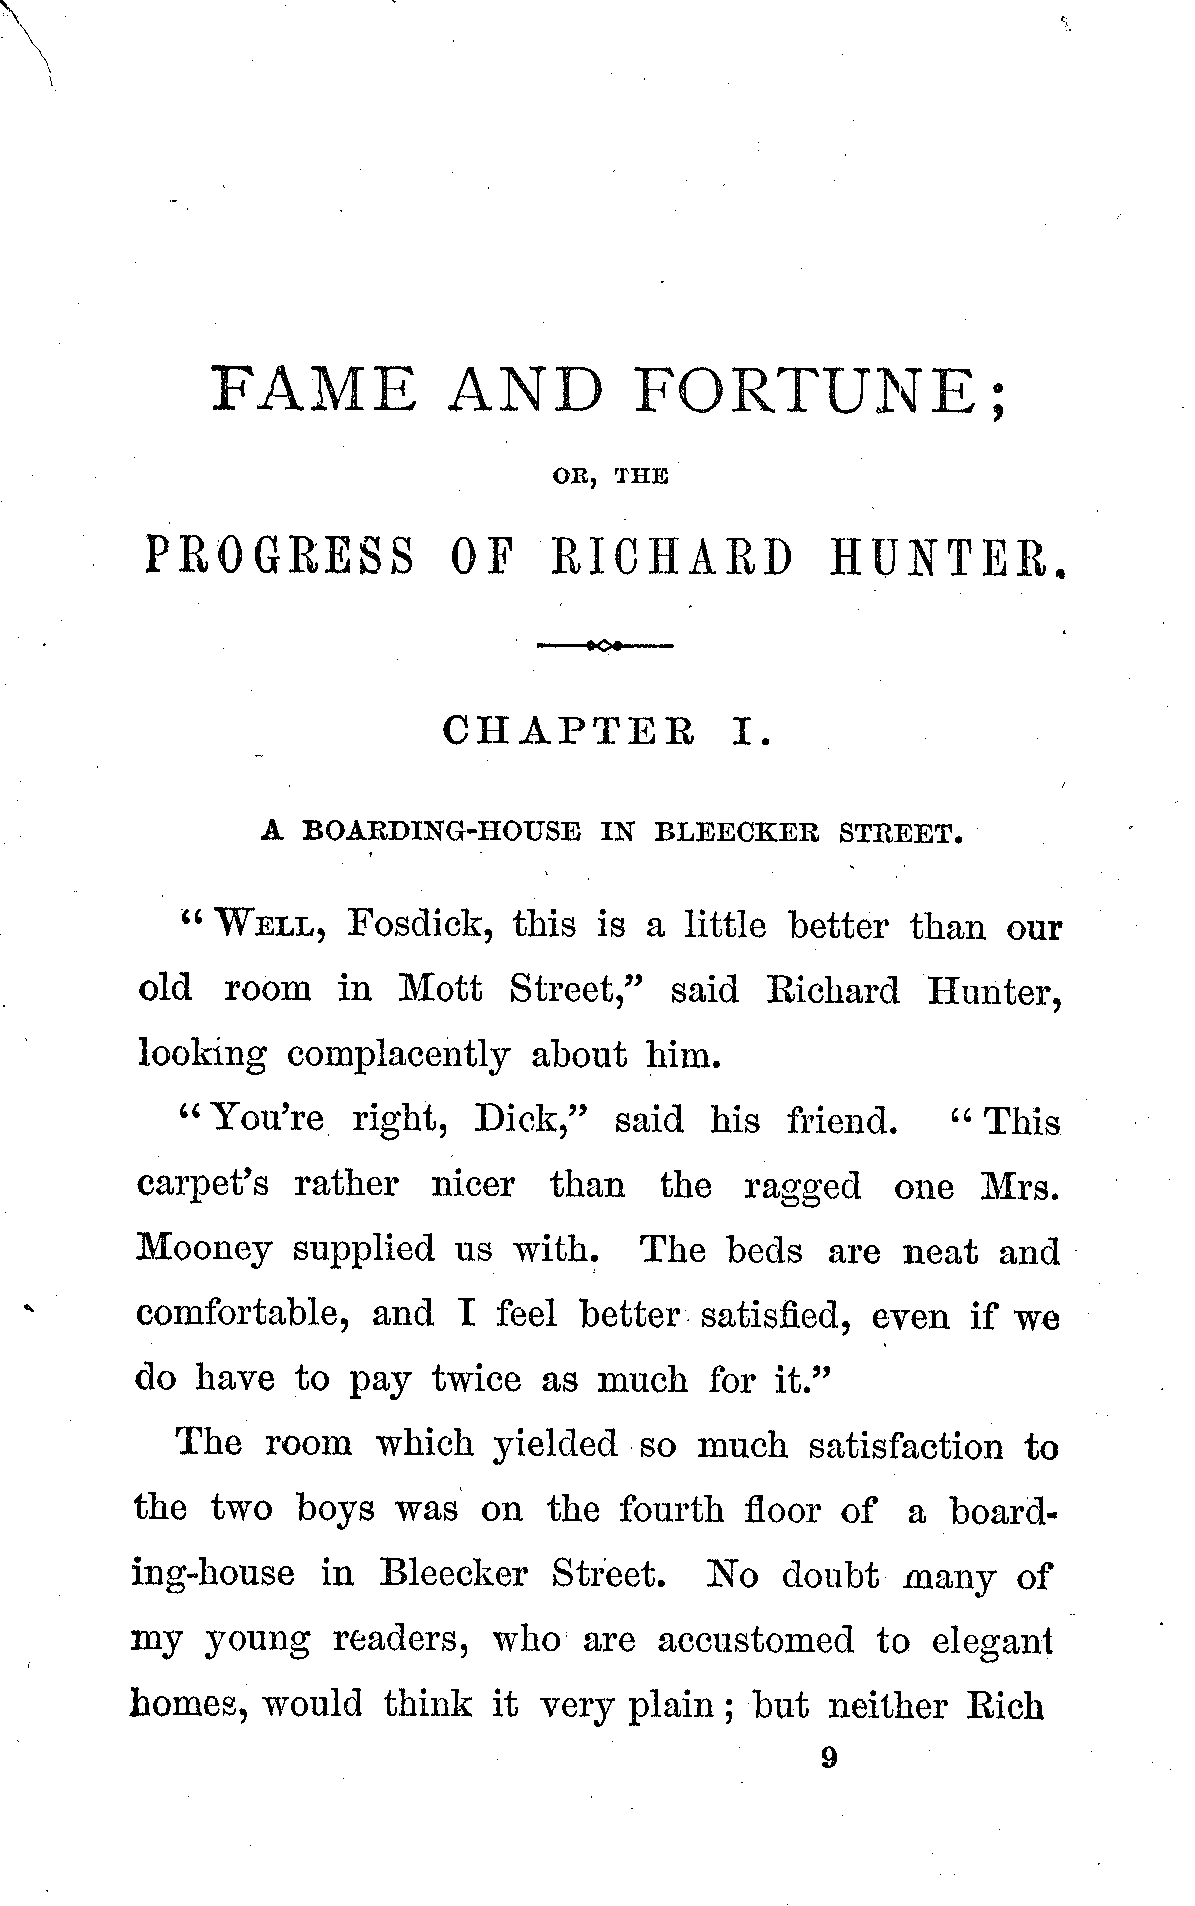 FAME AND FORTUNE;
OR, THE
PROGRESS OF RICHARD HUNTER.
CHAPTER I.
A BOARDING-HOUSE IN BLEECKER STREET.
“WELL, Fosdick, this is a little better than our
old room in Mott Street,” said Richard Hunter,
looking complacently about him.
“You’re right, Dick,” said his friend. “This
carpet’s rather nicer than the ragged one Mrs.
Mooney supplied us with. The beds are neat and
comfortable, and I feel better satisfied, even if we
do have to pay twice as much for it.”
The room which yielded so much satisfaction to
the two boys was on the fourth floor of a board-
ing-house in Bleecker Street. No doubt many of
my young readers, who are accustomed to elegant
homes, would think it very plain; but neither Rich
9